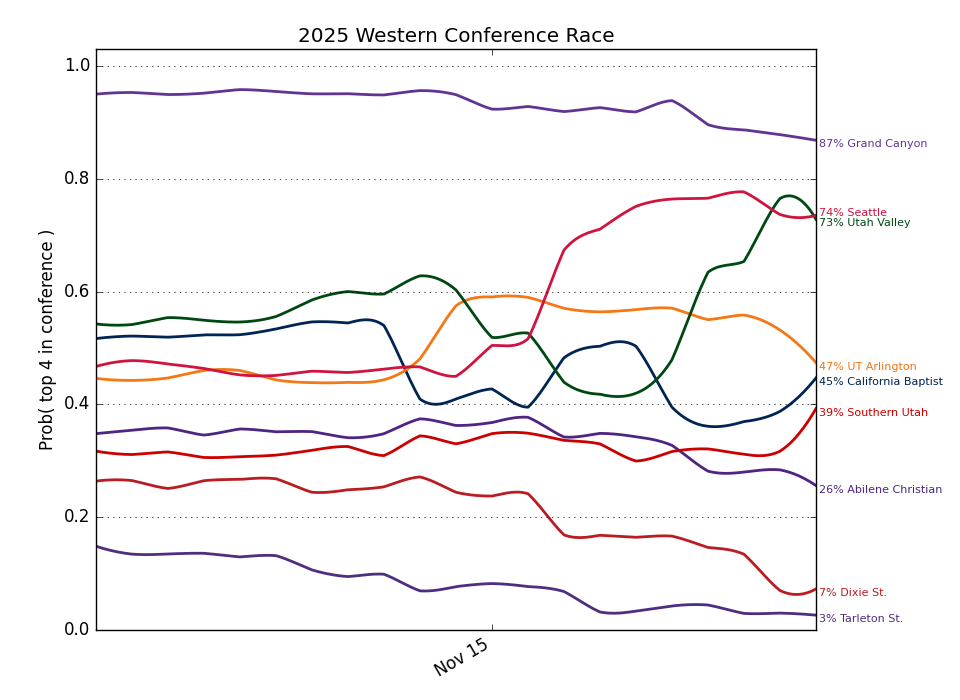 2025 Western Conference Race
Prob( top 4 in conference )
1.0
0.8
0.6
0.4
0.2
0.0
Nov 15
87% Grand Canyon
74% Seattle
73% Utah Valley
47% UT Arlington
45% California Baptist
39% Southern Utah
26% Abilene Christian
7% Dixie St.
3% Tarleton St.